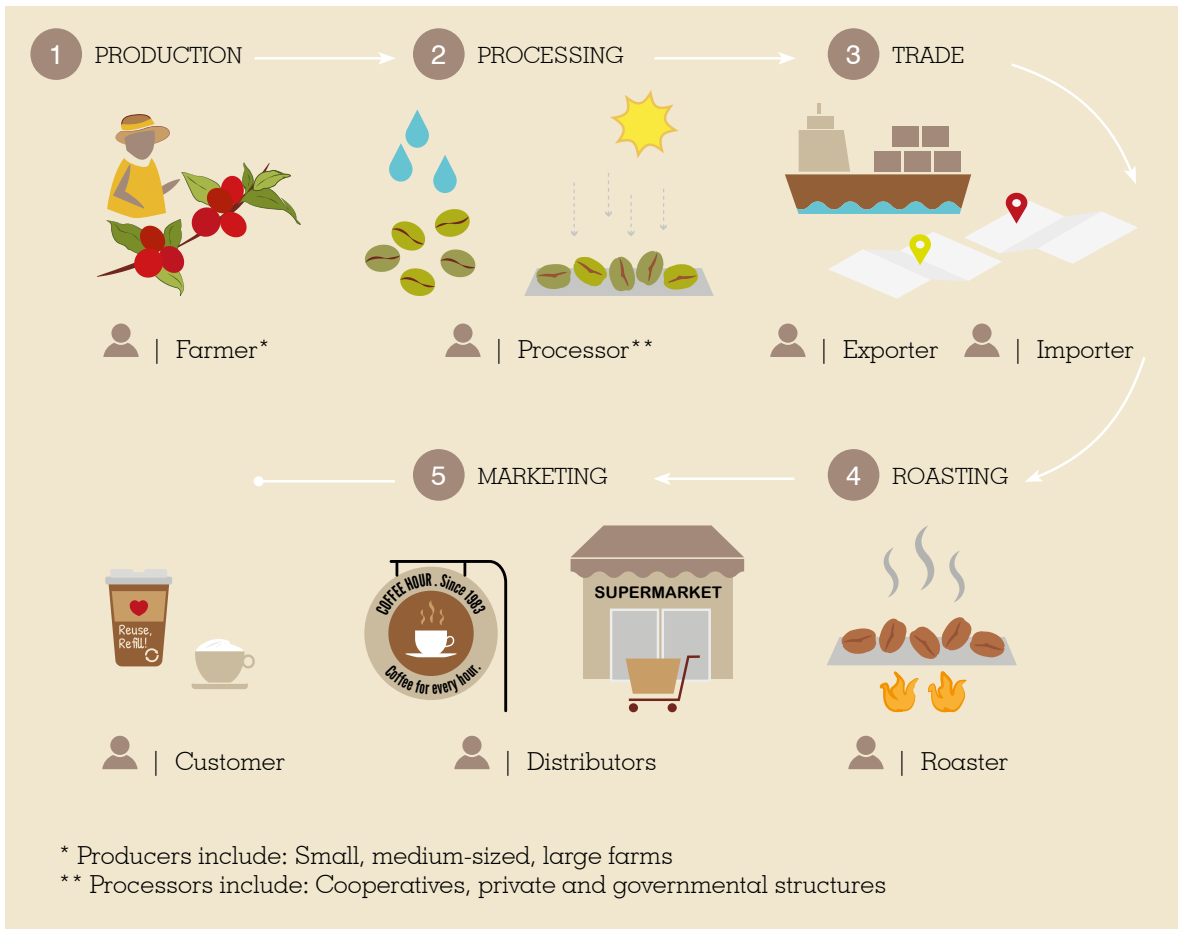 1 PRODUCTION
2 PROCESSING
3 TRADE
| Farmer*
| Processor**
| Exporter
| Importer
5 MARKETING
4 ROASTING
Reuse,
Refill!
COFFEE HOUR . Since 1983
Coffee for every hour.
SUPERMARKET
| Customer
| Distributors
| Roaster
* Producers include: Small, medium-sized, large farms
** Processors include: Cooperatives, private and governmental structures